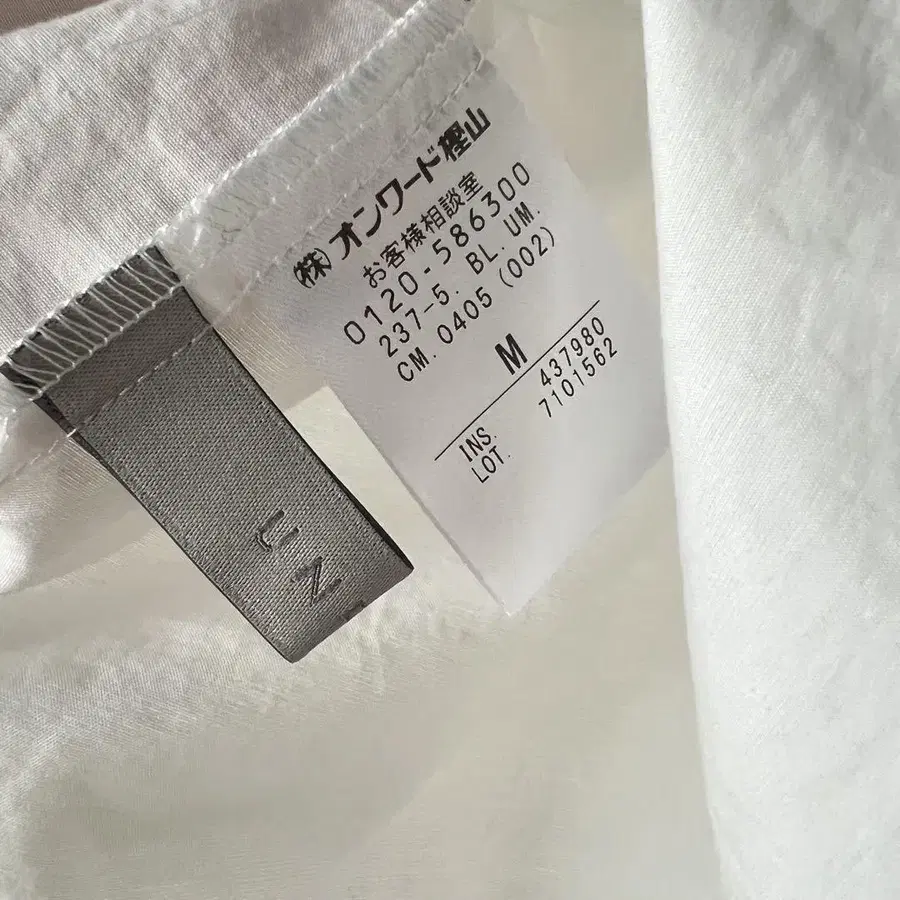 (株)オンワード樫山
お客様相談室
0120-586300
237-5. BL. UM.
CM. 0405 (002)
M
INS. 437980
LOT. 7101562
UN